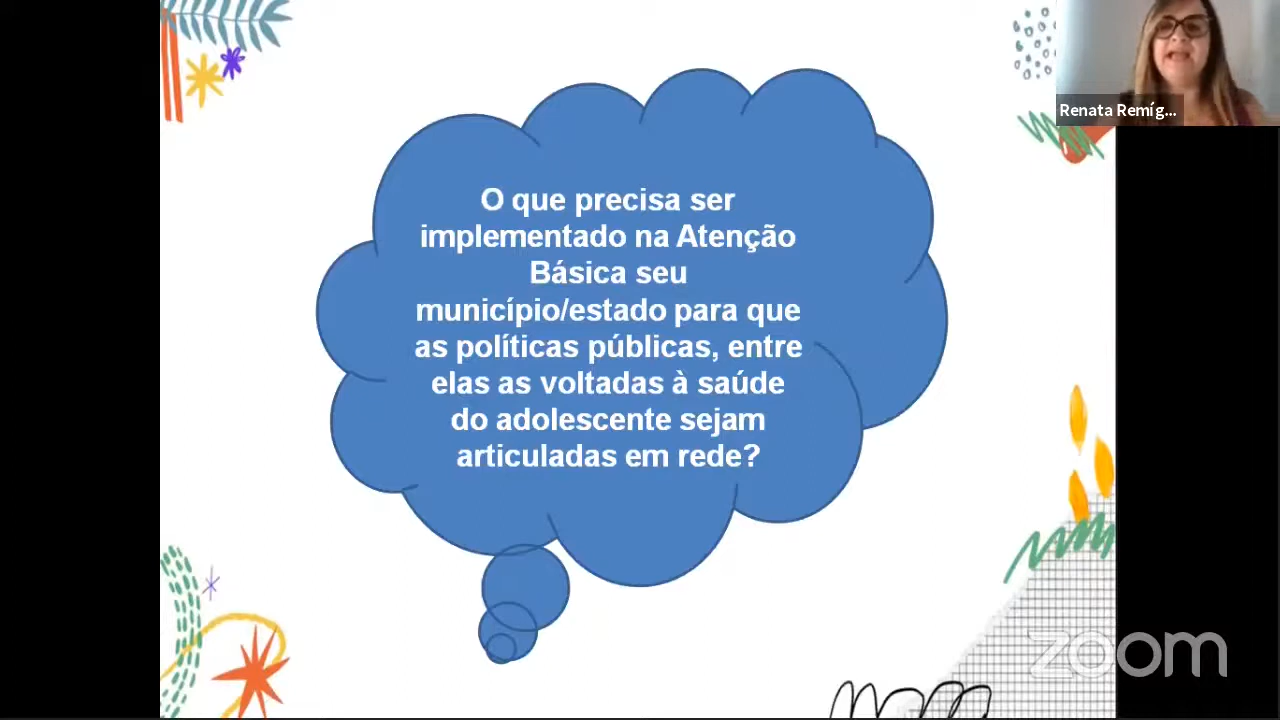 Renata Remíg...
O que precisa ser
implementado na Atenção
Básica seu
município/estado para que
as políticas públicas, entre
elas as voltadas à saúde
do adolescente sejam
articuladas em rede?
zoom